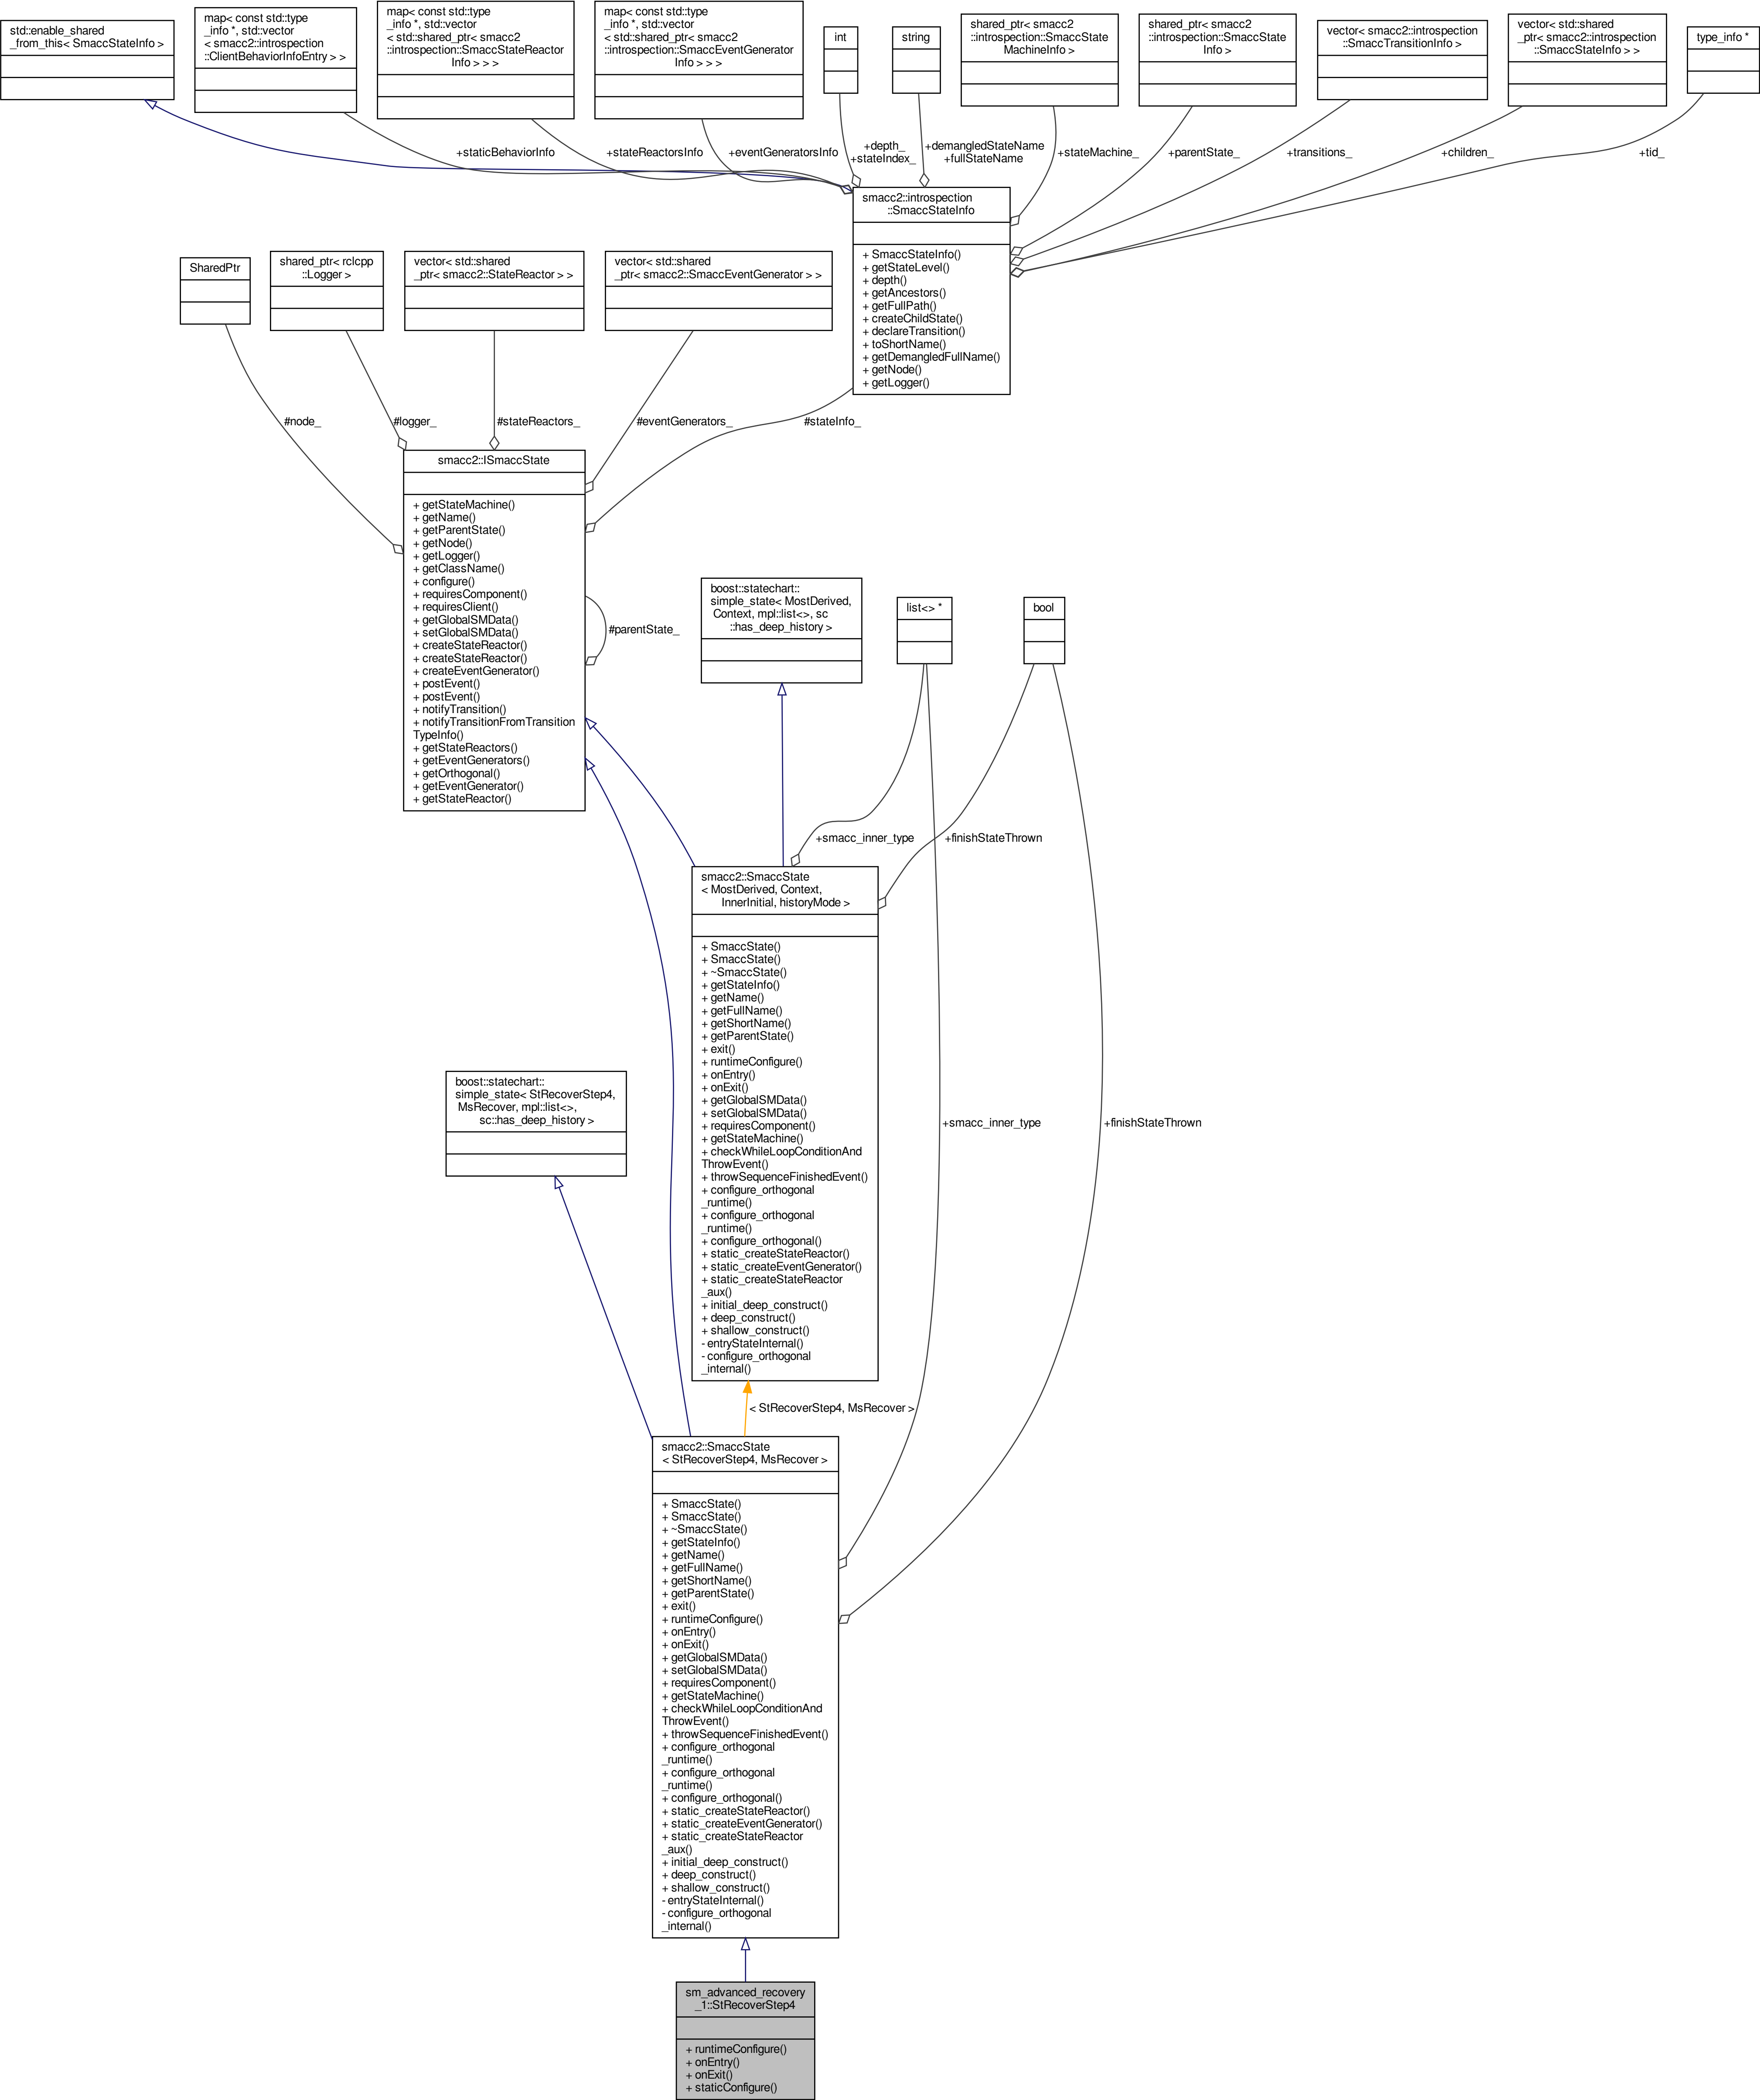 std::enable_shared
_from_this< SmaccStateInfo >
map< const std::type
_info *, std::vector
< smacc2::introspection
::ClientBehaviorInfoEntry > >
map< const std::type
_info *, std::vector
< std::shared_ptr< smacc2
::introspection::SmaccStateReactor
Info > > >
map< const std::type
_info *, std::vector
< std::shared_ptr< smacc2
::introspection::SmaccEventGenerator
Info > > >
int
string
shared_ptr< smacc2
::introspection::SmaccState
MachineInfo >
shared_ptr< smacc2
::introspection::SmaccState
Info >
vector< smacc2::introspection
::SmaccTransitionInfo >
vector< std::shared
_ptr< smacc2::introspection
::SmaccStateInfo > >
type_info *
+staticBehaviorInfo
+stateReactorsInfo
+eventGeneratorsInfo
+depth_
+stateIndex_
+demangledStateName
+fullStateName
+stateMachine_
+parentState_
+transitions_
+children_
+tid_
smacc2::introspection
::SmaccStateInfo
+ SmaccStateInfo()
+ getStateLevel()
+ depth()
+ getAncestors()
+ getFullPath()
+ createChildState()
+ declareTransition()
+ toShortName()
+ getDemangledFullName()
+ getNode()
+ getLogger()
SharedPtr
shared_ptr< rclcpp
::Logger >
vector< std::shared
_ptr< smacc2::StateReactor > >
vector< std::shared
_ptr< smacc2::SmaccEventGenerator > >
#node_
#logger_
#stateReactors_
#eventGenerators_
#stateInfo_
smacc2::ISmaccState
+ getStateMachine()
+ getName()
+ getParentState()
+ getNode()
+ getLogger()
+ getClassName()
+ configure()
+ requiresComponent()
+ requiresClient()
+ getGlobalSMData()
+ setGlobalSMData()
+ createStateReactor()
+ createStateReactor()
+ createEventGenerator()
+ postEvent()
+ postEvent()
+ notifyTransition()
+ notifyTransitionFromTransition
TypeInfo()
+ getStateReactors()
+ getEventGenerators()
+ getOrthogonal()
+ getEventGenerator()
+ getStateReactor()
#parentState_
boost::statechart::
simple_state< MostDerived,
Context, mpl::list<>, sc
::has_deep_history >
list<> *
bool
+smacc_inner_type
+finishStateThrown
smacc2::SmaccState
< MostDerived, Context,
InnerInitial, historyMode >
+ SmaccState()
+ SmaccState()
+ ~SmaccState()
+ getStateInfo()
+ getName()
+ getFullName()
+ getShortName()
+ getParentState()
+ exit()
+ runtimeConfigure()
+ onEntry()
+ onExit()
+ getGlobalSMData()
+ setGlobalSMData()
+ requiresComponent()
+ getStateMachine()
+ checkWhileLoopConditionAnd
ThrowEvent()
+ throwSequenceFinishedEvent()
+ configure_orthogonal
_runtime()
+ configure_orthogonal
_runtime()
+ configure_orthogonal()
+ static_createStateReactor()
+ static_createEventGenerator()
+ static_createStateReactor
_aux()
+ initial_deep_construct()
+ deep_construct()
+ shallow_construct()
- entryStateInternal()
- configure_orthogonal
_internal()
boost::statechart::
simple_state< StRecoverStep4,
MsRecover, mpl::list<>,
sc::has_deep_history >
+smacc_inner_type
+finishStateThrown
< StRecoverStep4, MsRecover >
smacc2::SmaccState
< StRecoverStep4, MsRecover >
+ SmaccState()
+ SmaccState()
+ ~SmaccState()
+ getStateInfo()
+ getName()
+ getFullName()
+ getShortName()
+ getParentState()
+ exit()
+ runtimeConfigure()
+ onEntry()
+ onExit()
+ getGlobalSMData()
+ setGlobalSMData()
+ requiresComponent()
+ getStateMachine()
+ checkWhileLoopConditionAnd
ThrowEvent()
+ throwSequenceFinishedEvent()
+ configure_orthogonal
_runtime()
+ configure_orthogonal
_runtime()
+ configure_orthogonal()
+ static_createStateReactor()
+ static_createEventGenerator()
+ static_createStateReactor
_aux()
+ initial_deep_construct()
+ deep_construct()
+ shallow_construct()
- entryStateInternal()
- configure_orthogonal
_internal()
sm_advanced_recovery
_1::StRecoverStep4
+ runtimeConfigure()
+ onEntry()
+ onExit()
+ staticConfigure()